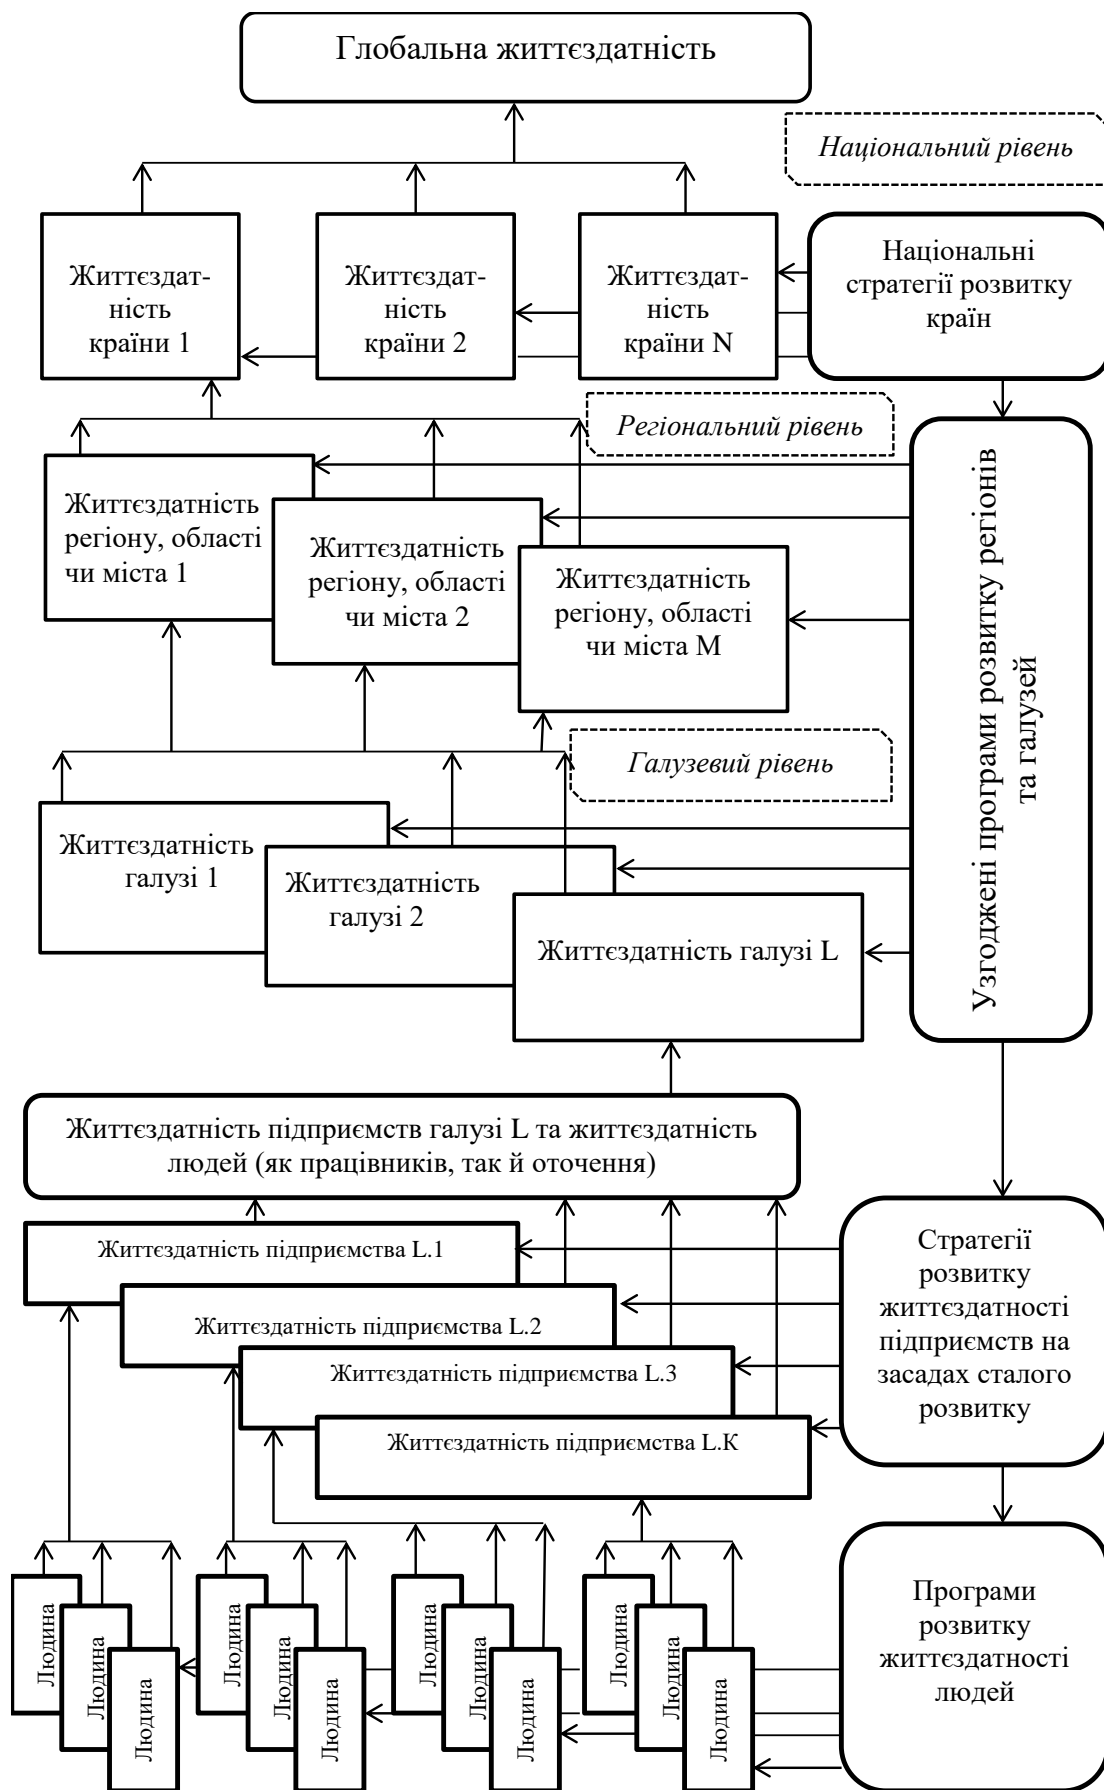 Глобальна життєздатність
Національний рівень
Життєздат-
ність
країни 1
Життєздат-
ність
країни 2
Життєздат-
ність
країни N
Національні
стратегії розвитку
країн
Регіональний рівень
Життєздатність
регіону, області
чи міста 1
Життєздатність
регіону, області
чи міста 2
Життєздатність
регіону, області
чи міста M
Узгоджені програми розвитку регіонів
та галузей
Галузевий рівень
Життєздатність
галузі 1
Життєздатність
галузі 2
Життєздатність галузі L
Життєздатність підприємств галузі L та життєздатність
людей (як працівників, так й оточення)
Життєздатність підприємства L.1
Життєздатність підприємства L.2
Життєздатність підприємства L.3
Життєздатність підприємства L.К
Стратегії
розвитку
життєздатності
підприємств на
засадах сталого
розвитку
Людина
Людина
Людина
Людина
Людина
Людина
Людина
Людина
Людина
Людина
Людина
Людина
Програми
розвитку
життєздатності
людей